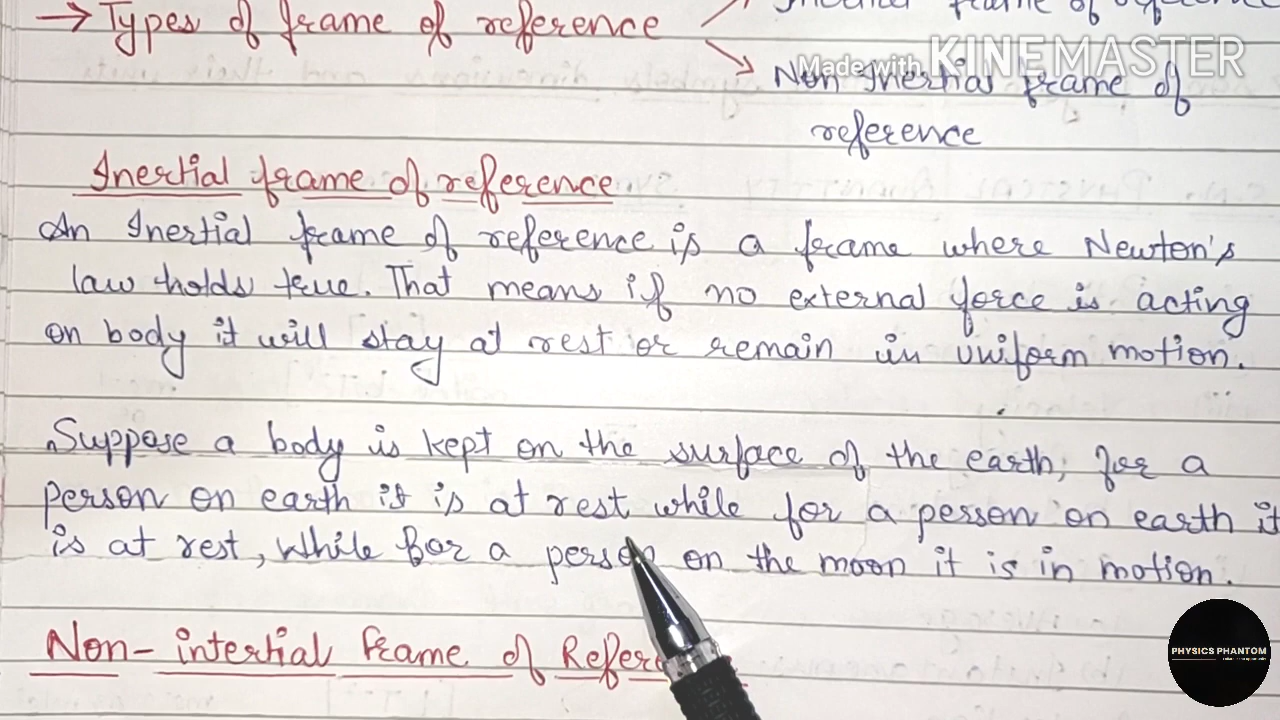 → Types of frame of reference
Inertial frame of reference
Made with KINEMASTER
Non Inertial frame of
reference
Inertial frame of reference
An Inertial frame of reference is a frame where Newton's
law holds true. That means if no external force is acting
on body it will stay at rest or remain in uniform motion.
Suppose a body is kept on the surface of the earth, for a
person on earth it is at rest while for a person on earth it
is at rest, while for a person on the moon it is in motion.
Non-intertial frame of Refere
PHYSICS PHANTOM